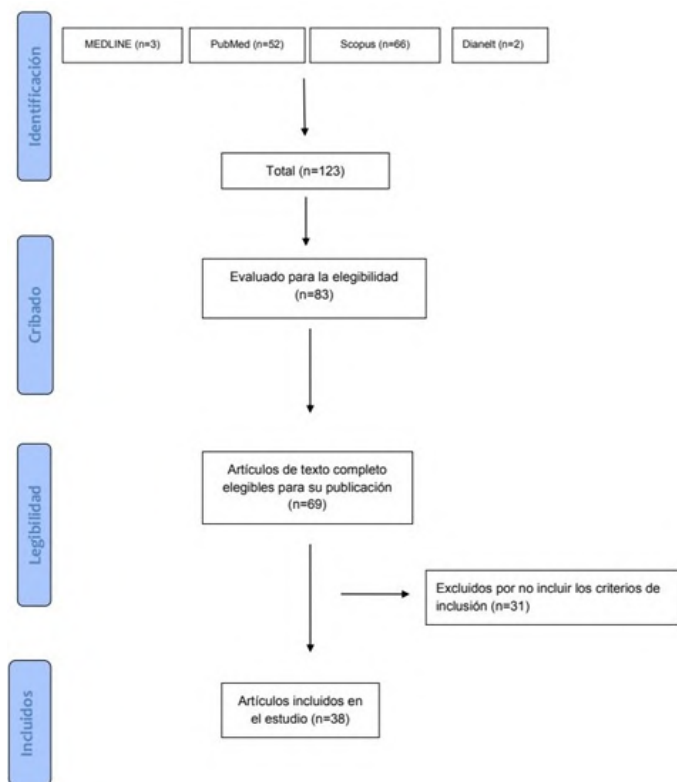 Identificación
MEDLINE (n=3)
PubMed (n=52)
Scopus (n=66)
Dianelt (n=2)
Total (n=123)
Cribado
Evaluado para la elegibilidad
(n=83)
Legibilidad
Artículos de texto completo
elegibles para su publicación
(n=69)
Excluidos por no incluir los criterios de
inclusión (n=31)
Incluidos
Artículos incluidos en
el estudio (n=38)